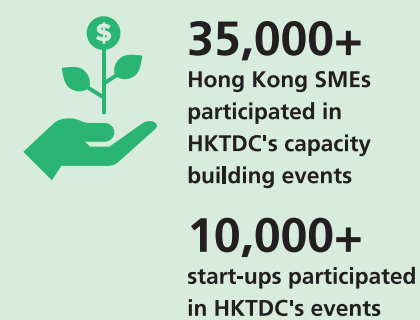 $
35,000+
Hong Kong SMEs
participated in
HKTDC's capacity
building events
10,000+
start-ups participated
in HKTDC's events